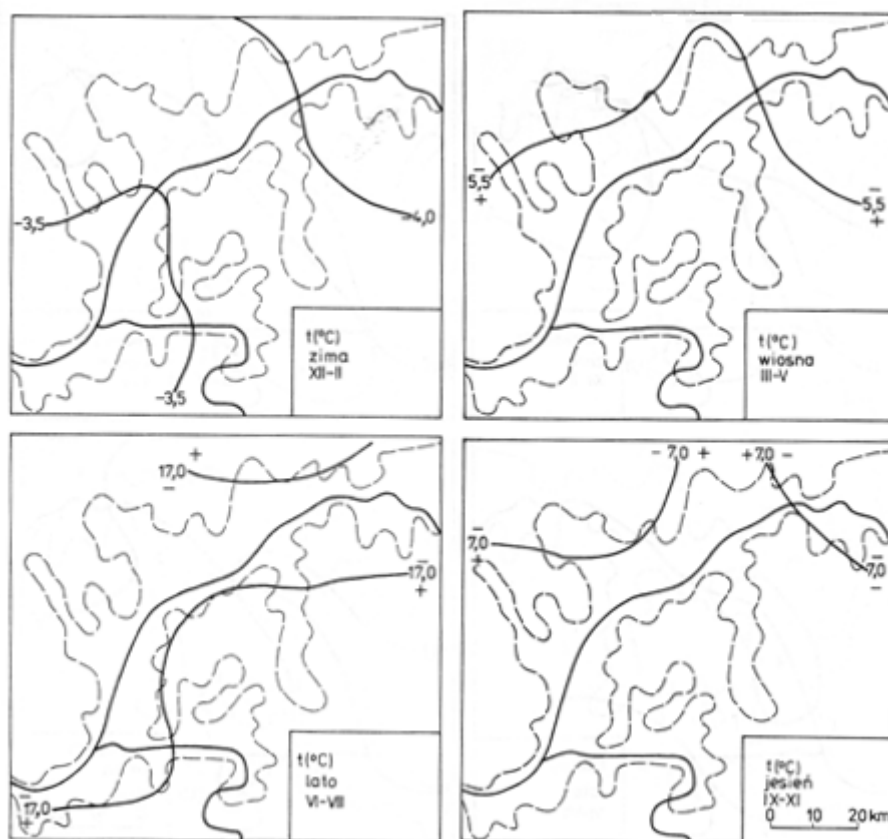 -3,5
-4,0
-3,5
t(°C)
zima
XII-II
-
5,5
+
-
5,5
+
t(°C)
wiosna
III-V
+
17,0
-
-
17,0
+
+
17,0
t(°C)
lato
VI-VII
- 7,0 + +7,0 -
-
7,0
+
7,0
-
t(°C)
jesień
IX-XI
0 10 20 km